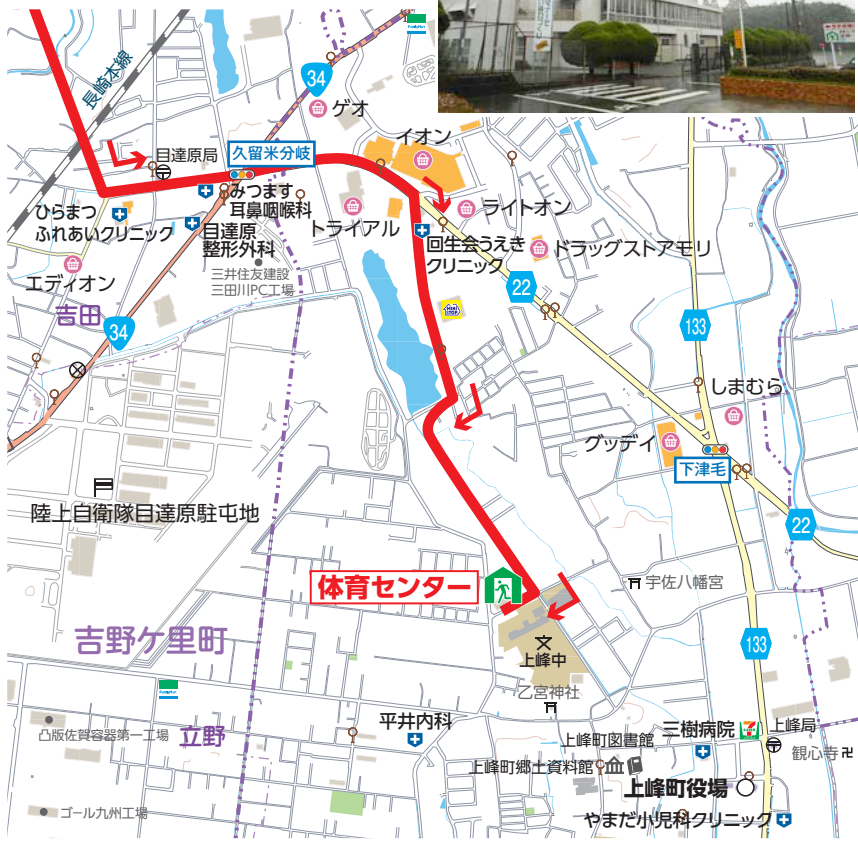 長崎本線
34
ゲオ
イオン
目達原局
久留米分岐
みつます
耳鼻咽喉科
ひらまつ
ふれあいクリニック
目達原
整形外科
トライアル
ライトオン
回生会うえき
クリニック
ドラッグストアモリ
エディオン
三井住友建設
三田川PC工場
22
MINI
STOP
吉田
34
133
しまむら
グッデイ
下津毛
陸上自衛隊目達原駐屯地
22
体育センター
宇佐八幡宮
吉野ケ里町
上峰中
133
FamilyMart
乙宮神社
凸版佐賀容器第一工場
立野
平井内科
三樹病院
上峰局
上峰町図書館
観心寺
上峰町郷土資料館
上峰町役場
ゴール九州工場
やまだ小児科クリニック